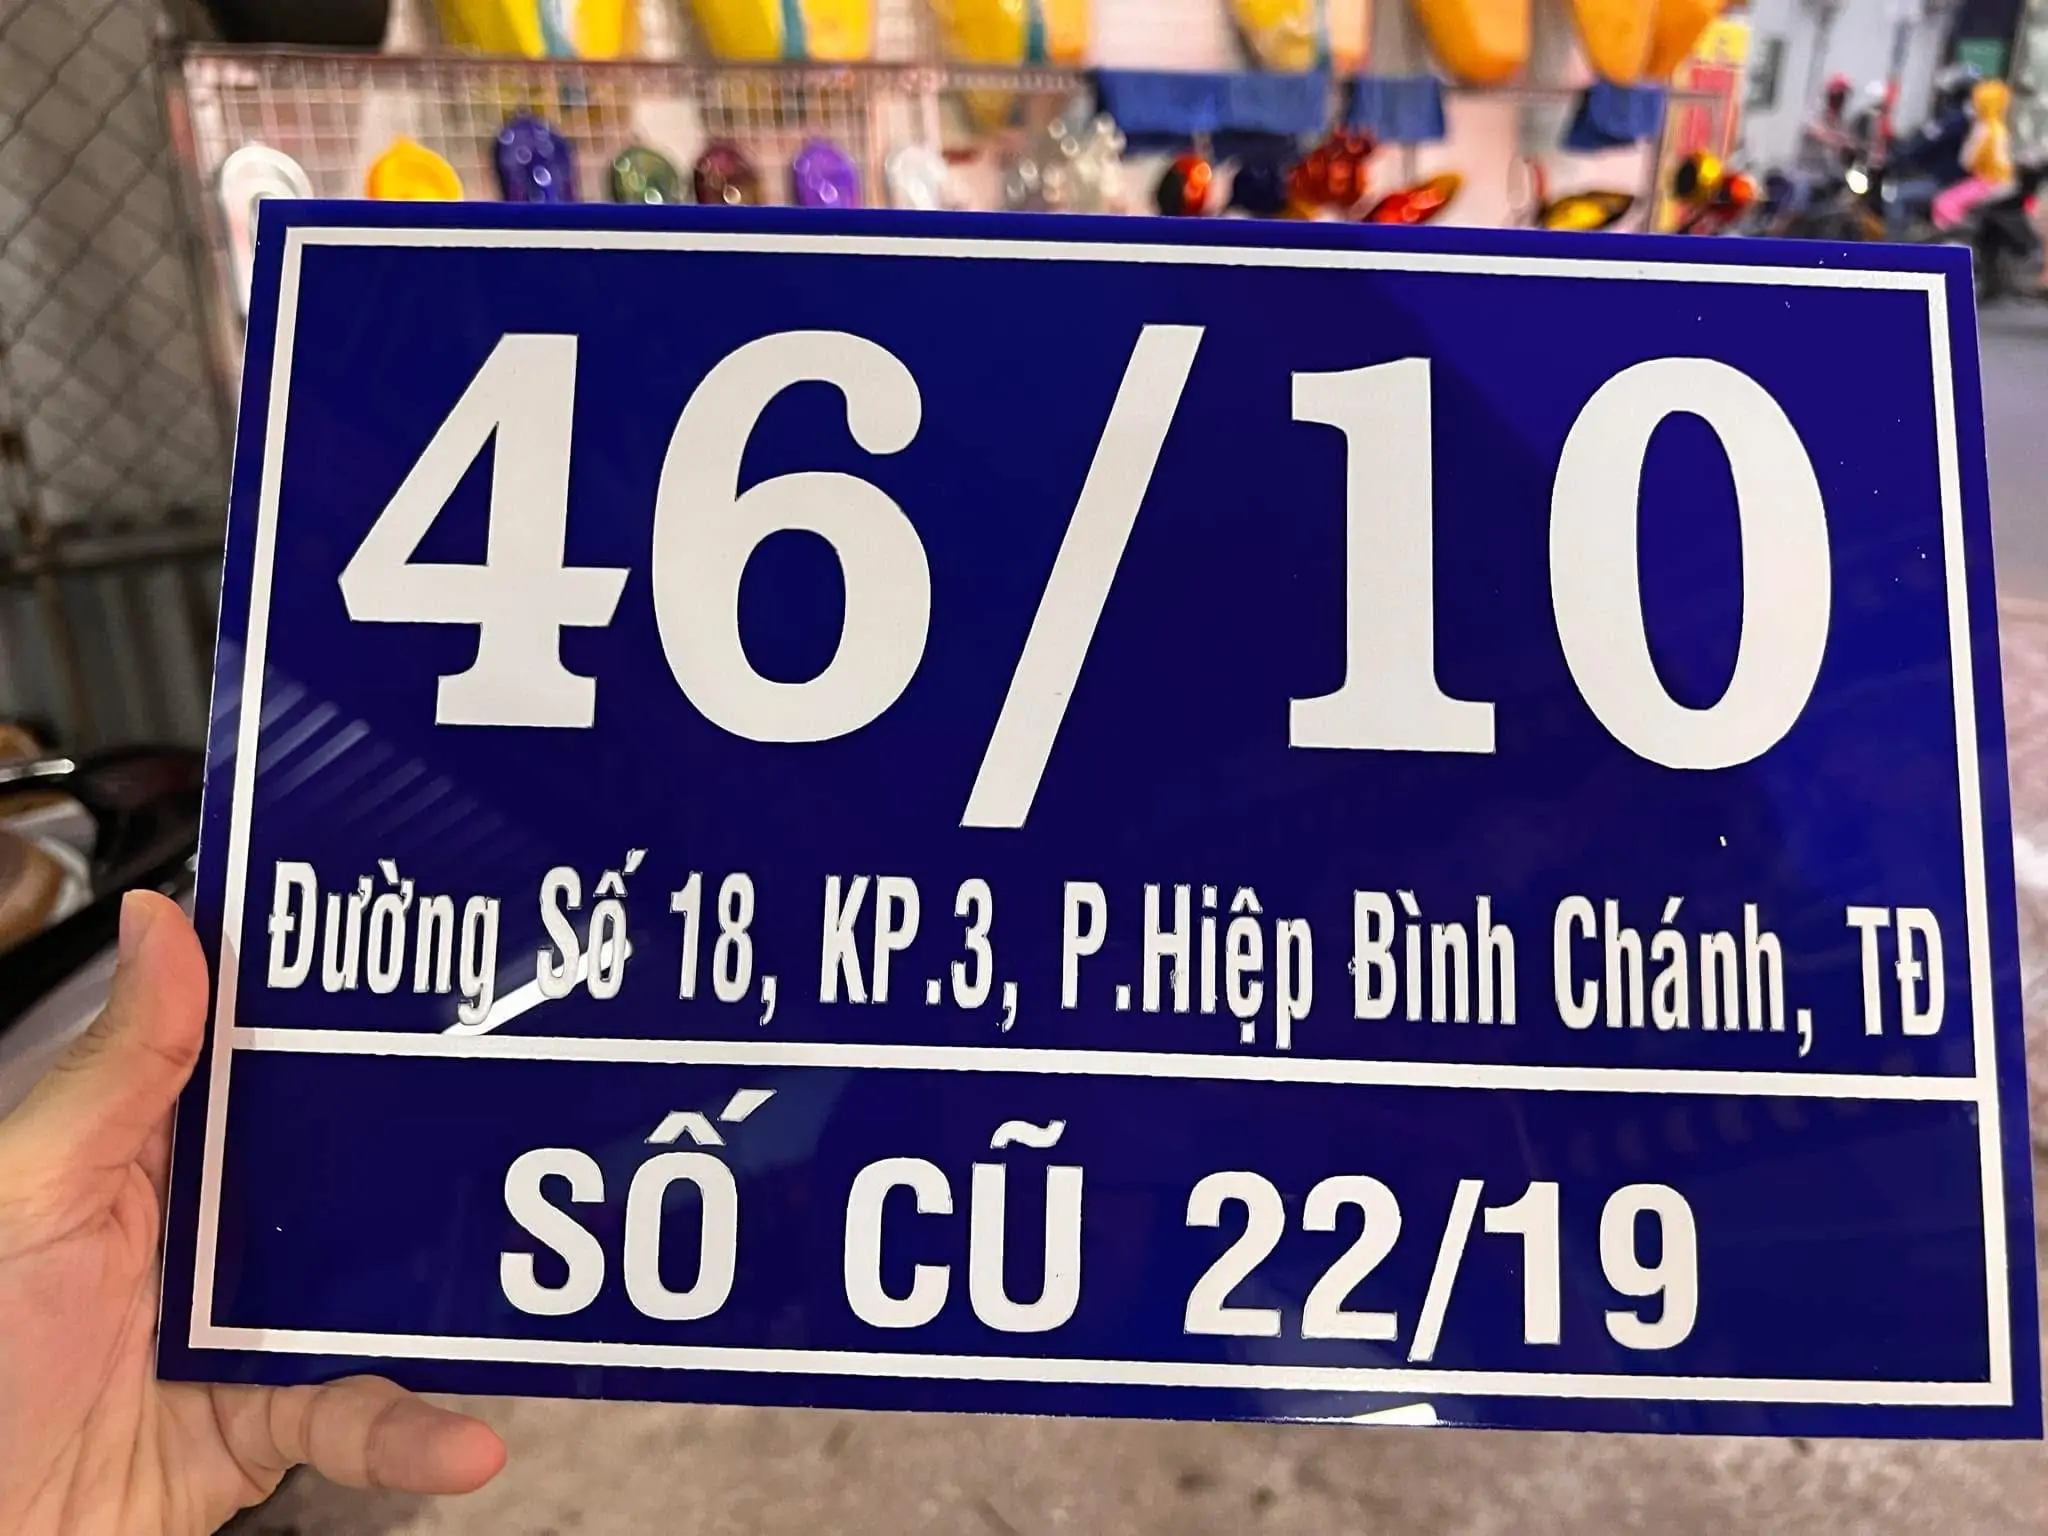 46/10
Đường Số 18, KP.3, P.Hiệp Bình Chánh, TĐ
SỐ CŨ 22/19